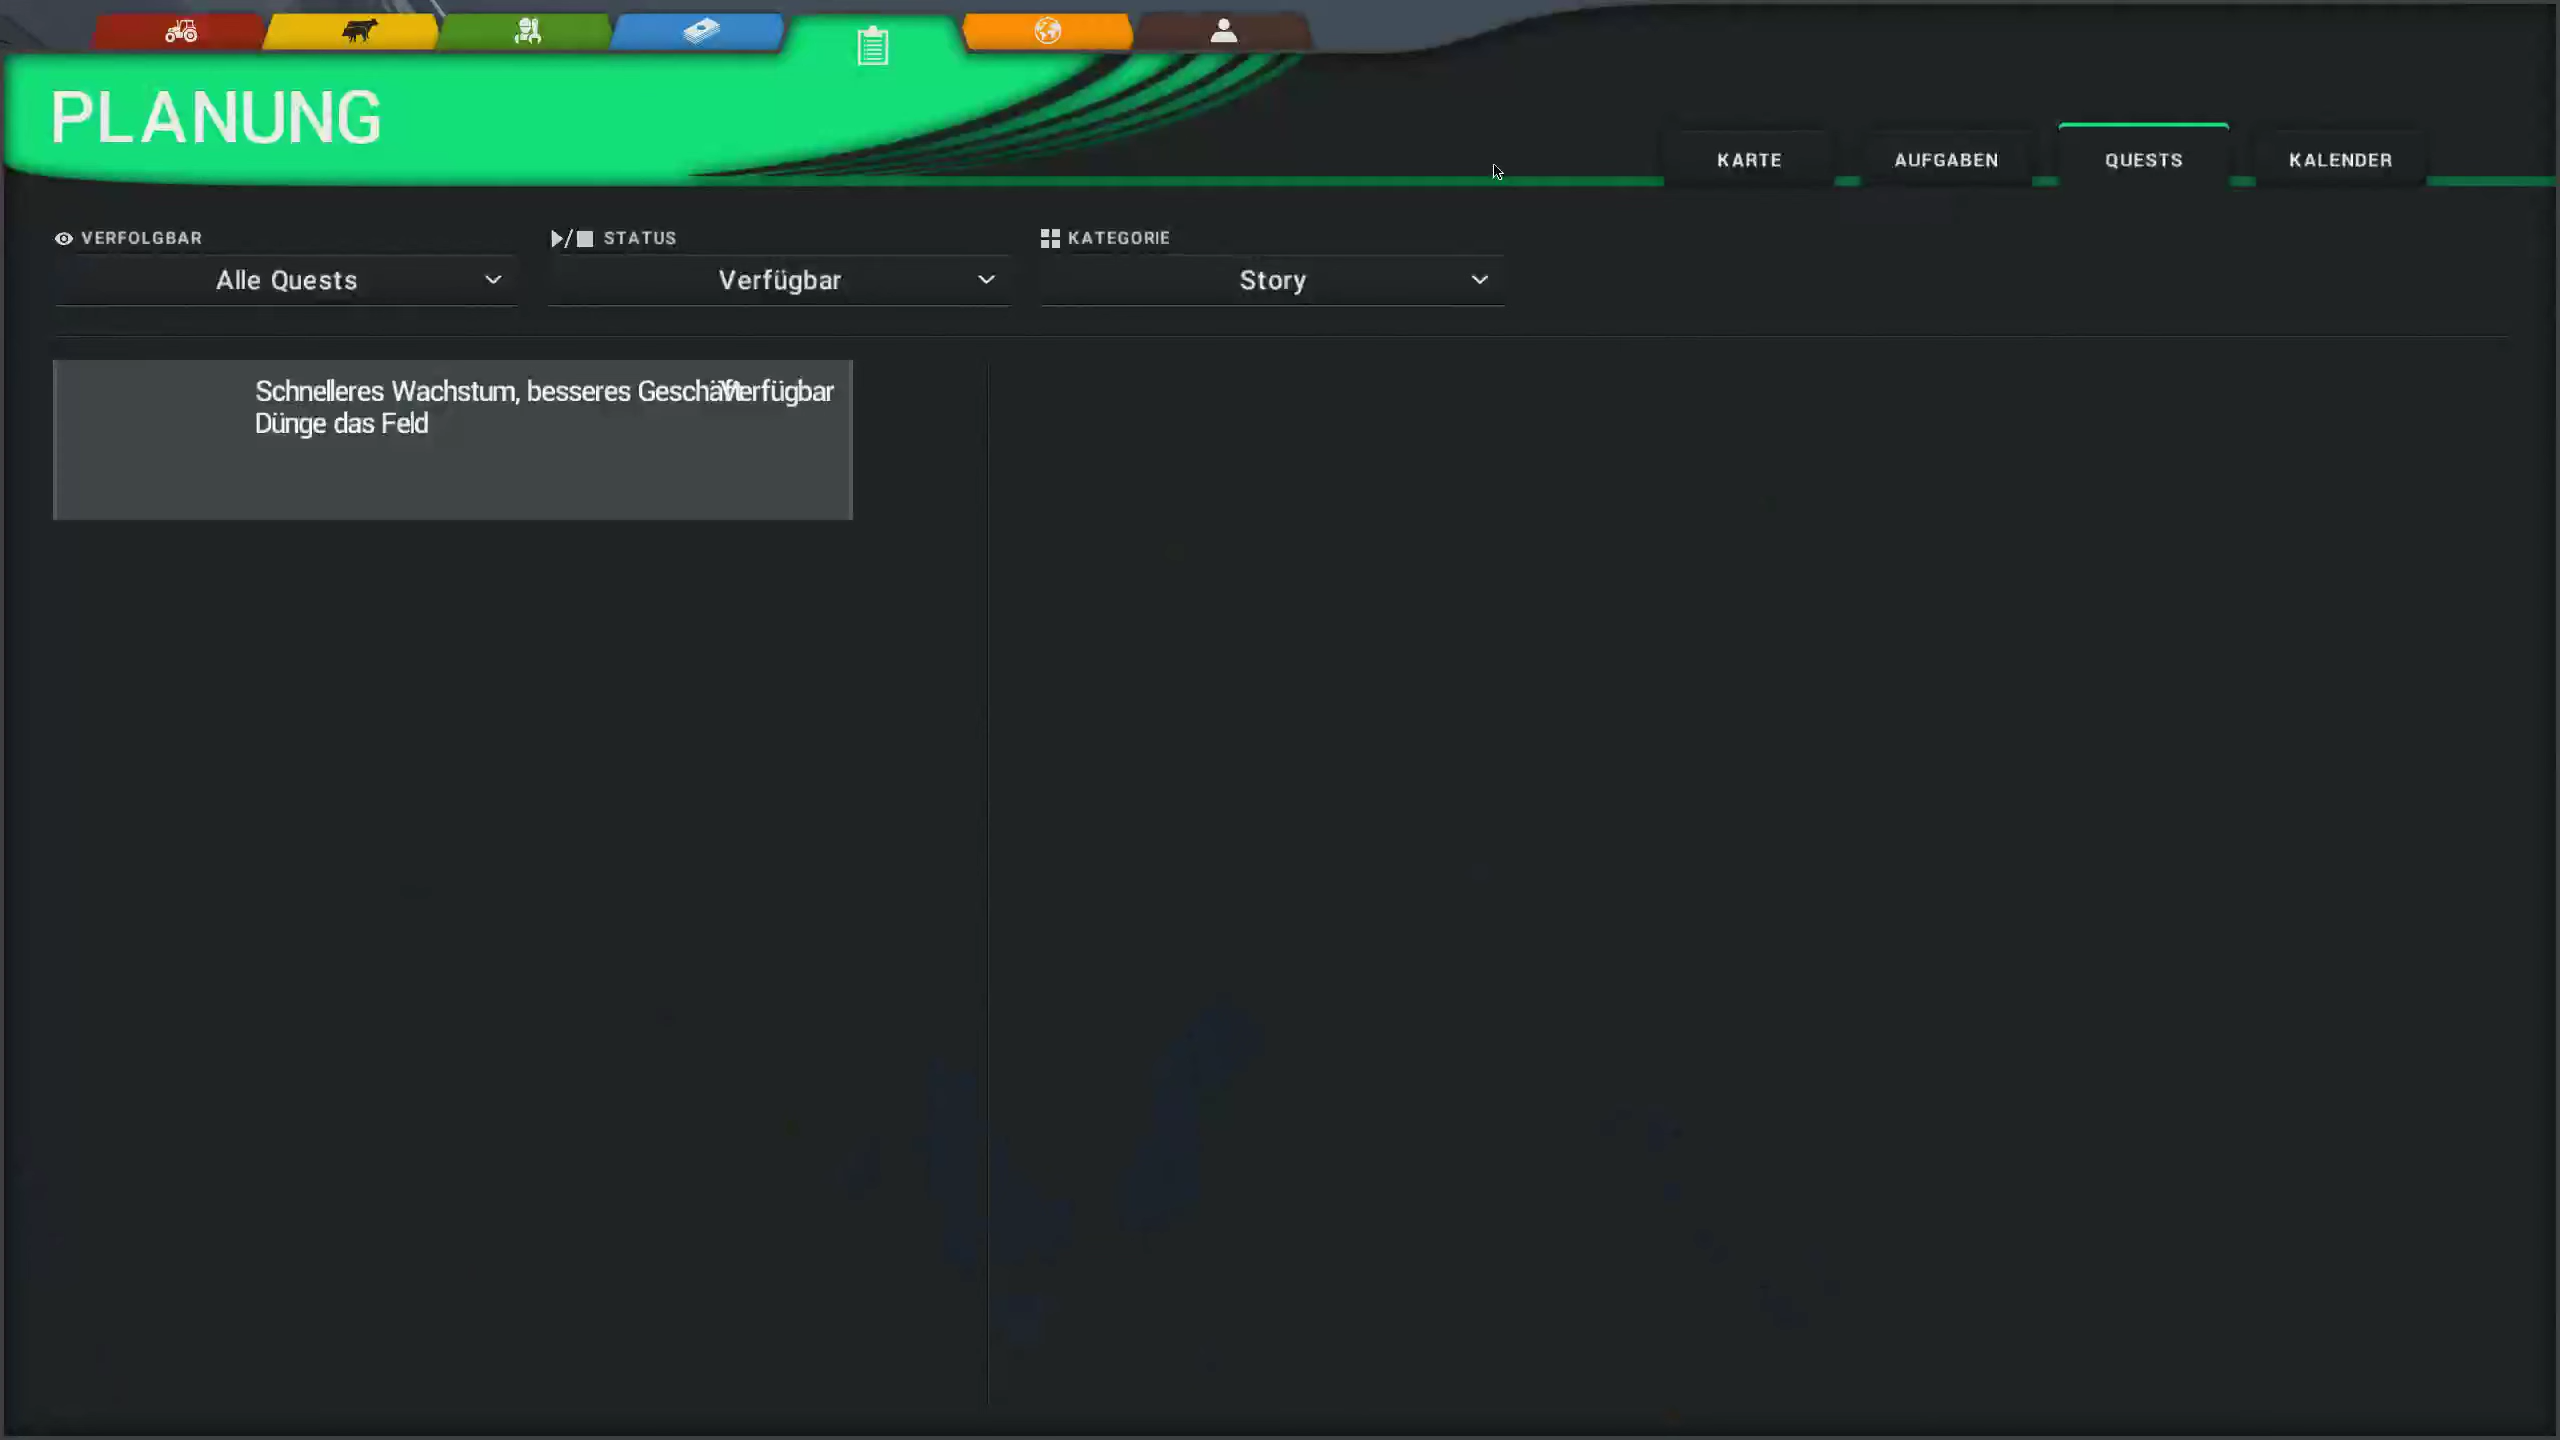 PLANUNG
KARTE
AUFGABEN
QUESTS
KALENDER
VERFOLGBAR
STATUS
KATEGORIE
Alle Quests
Verfügbar
Story
Schnelleres Wachstum, besseres Geschäft Verfügbar
Dünge das Feld